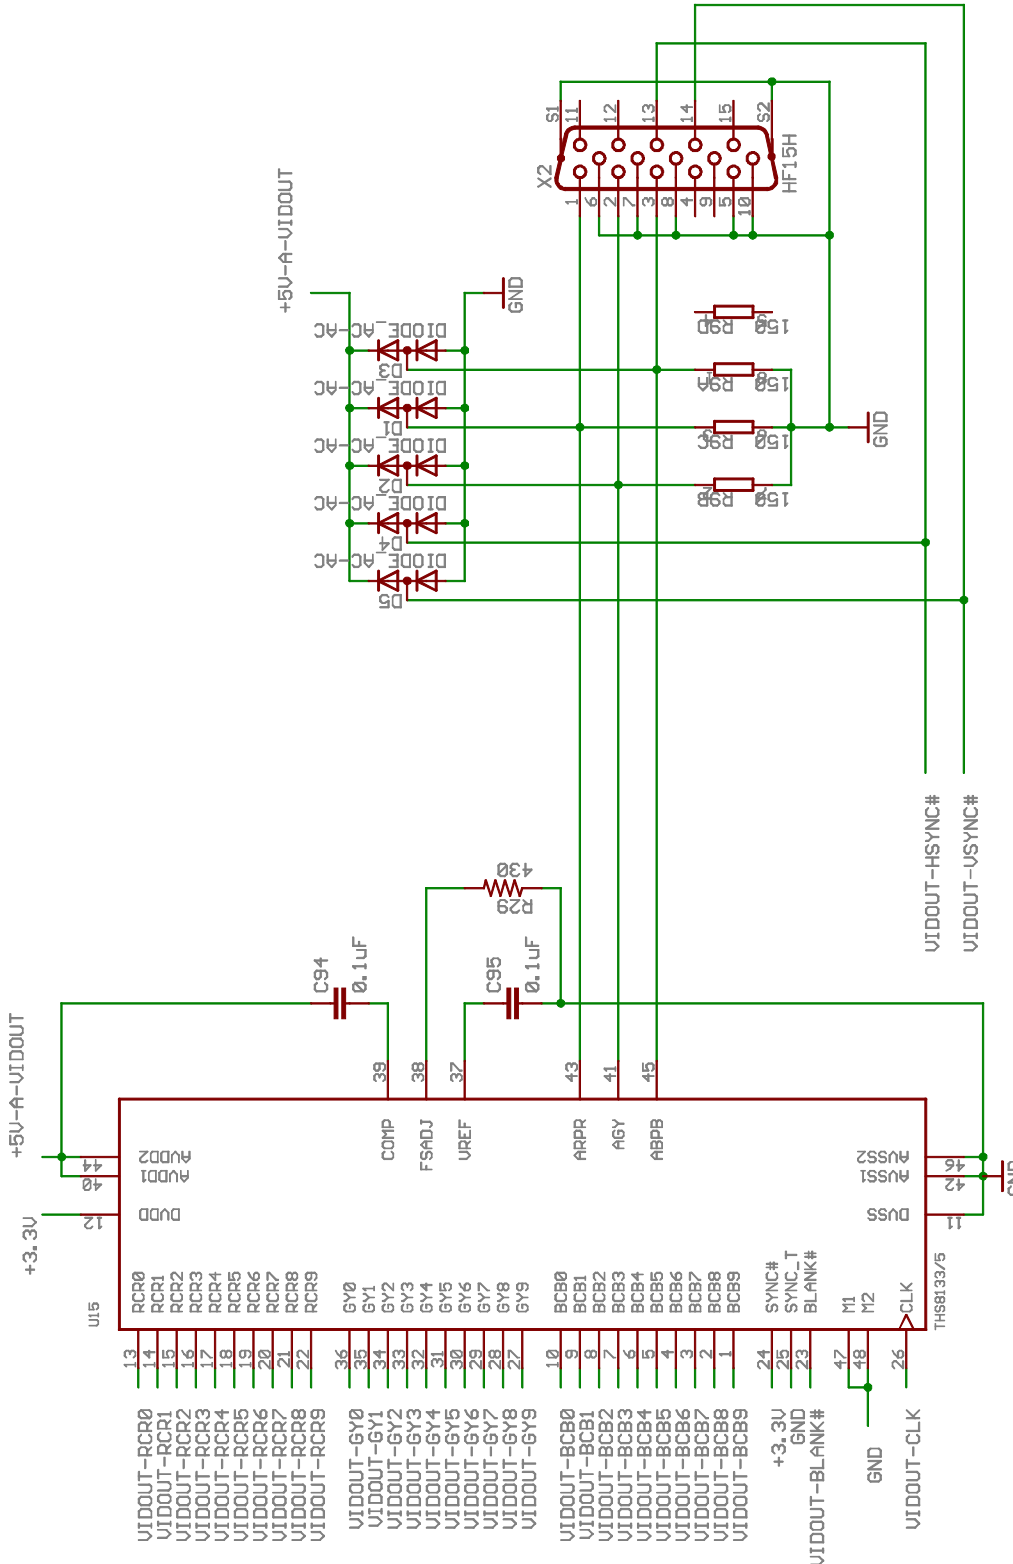 S1
11
12
13
14
15
S2
X2
HF15H
1
6
2
7
3
8
4
9
5
10
+5V-A-VIDOUT
GND
DIODE_AC-AC
D3
DIODE_AC-AC
D1
DIODE_AC-AC
D2
DIODE_AC-AC
D4
DIODE_AC-AC
D5
150
150
150
150
GND
VIDOUT-HSYNC#
VIDOUT-VSYNC#
430
R29
C94
0.1uF
C95
0.1uF
+5V-A-VIDOUT
+3.3V
39
38
37
43
41
45
COMP
FSADJ
VREF
ARPR
AGY
ABPB
44
AVDD2
40
AVDD1
12
DVDD
AVSS2
46
AVSS1
42
DVSS
11
GND
U15
THS8133/5
RCR0
RCR1
RCR2
RCR3
RCR4
RCR5
RCR6
RCR7
RCR8
RCR9
GY0
GY1
GY2
GY3
GY4
GY5
GY6
GY7
GY8
GY9
BCB0
BCB1
BCB2
BCB3
BCB4
BCB5
BCB6
BCB7
BCB8
BCB9
SYNC#
SYNC_T
BLANK#
M1
M2
CLK
13
14
15
16
17
18
19
20
21
22
36
35
34
33
32
31
30
29
28
27
10
9
8
7
6
5
4
3
2
1
24
25
23
47
48
26
VIDOUT-RCR0
VIDOUT-RCR1
VIDOUT-RCR2
VIDOUT-RCR3
VIDOUT-RCR4
VIDOUT-RCR5
VIDOUT-RCR6
VIDOUT-RCR7
VIDOUT-RCR8
VIDOUT-RCR9
VIDOUT-GY0
VIDOUT-GY1
VIDOUT-GY2
VIDOUT-GY3
VIDOUT-GY4
VIDOUT-GY5
VIDOUT-GY6
VIDOUT-GY7
VIDOUT-GY8
VIDOUT-GY9
VIDOUT-BCB0
VIDOUT-BCB1
VIDOUT-BCB2
VIDOUT-BCB3
VIDOUT-BCB4
VIDOUT-BCB5
VIDOUT-BCB6
VIDOUT-BCB7
VIDOUT-BCB8
VIDOUT-BCB9
+3.3V
GND
VIDOUT-BLANK#
GND
VIDOUT-CLK